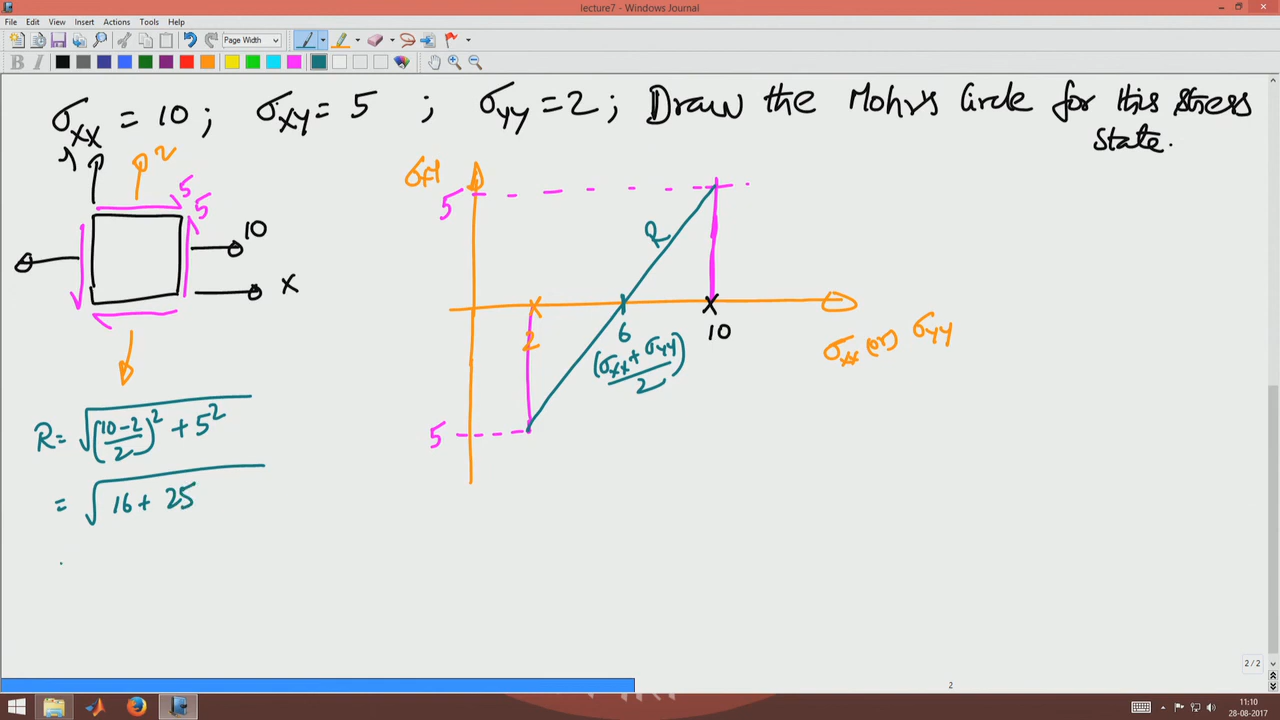 lecture7 - Windows Journal
File Edit View Insert Actions Tools Help
Page Width
B I
σxx = 10 ; σxy = 5 ; σyy = 2 ; Draw the Mohr's Circle for this stress
state.
2
5
5
10
x
5
R
2
6
(σxx + σyy)/2
10
σxx (or) σyy
5
R = √((10-2)/2)² + 5²
= √16 + 25
2 / 2
2
11:10
28-08-2017